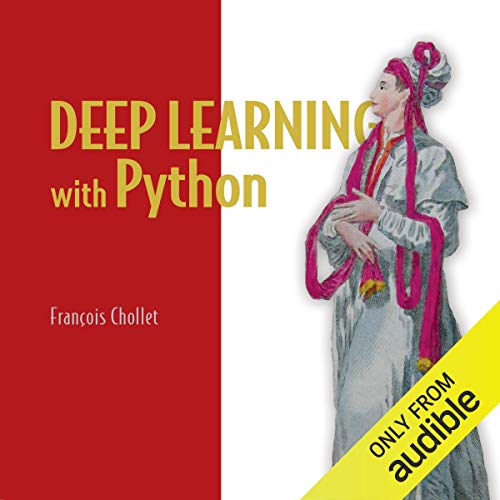 DEEP LEARNING
with Python
François Chollet
ONLY FROM
audible